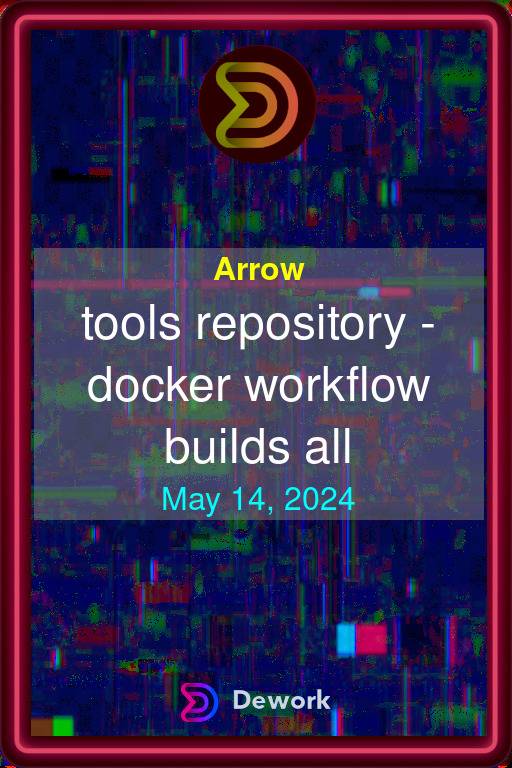 Arrow
tools repository -
docker workflow
builds all
May 14, 2024
Dework